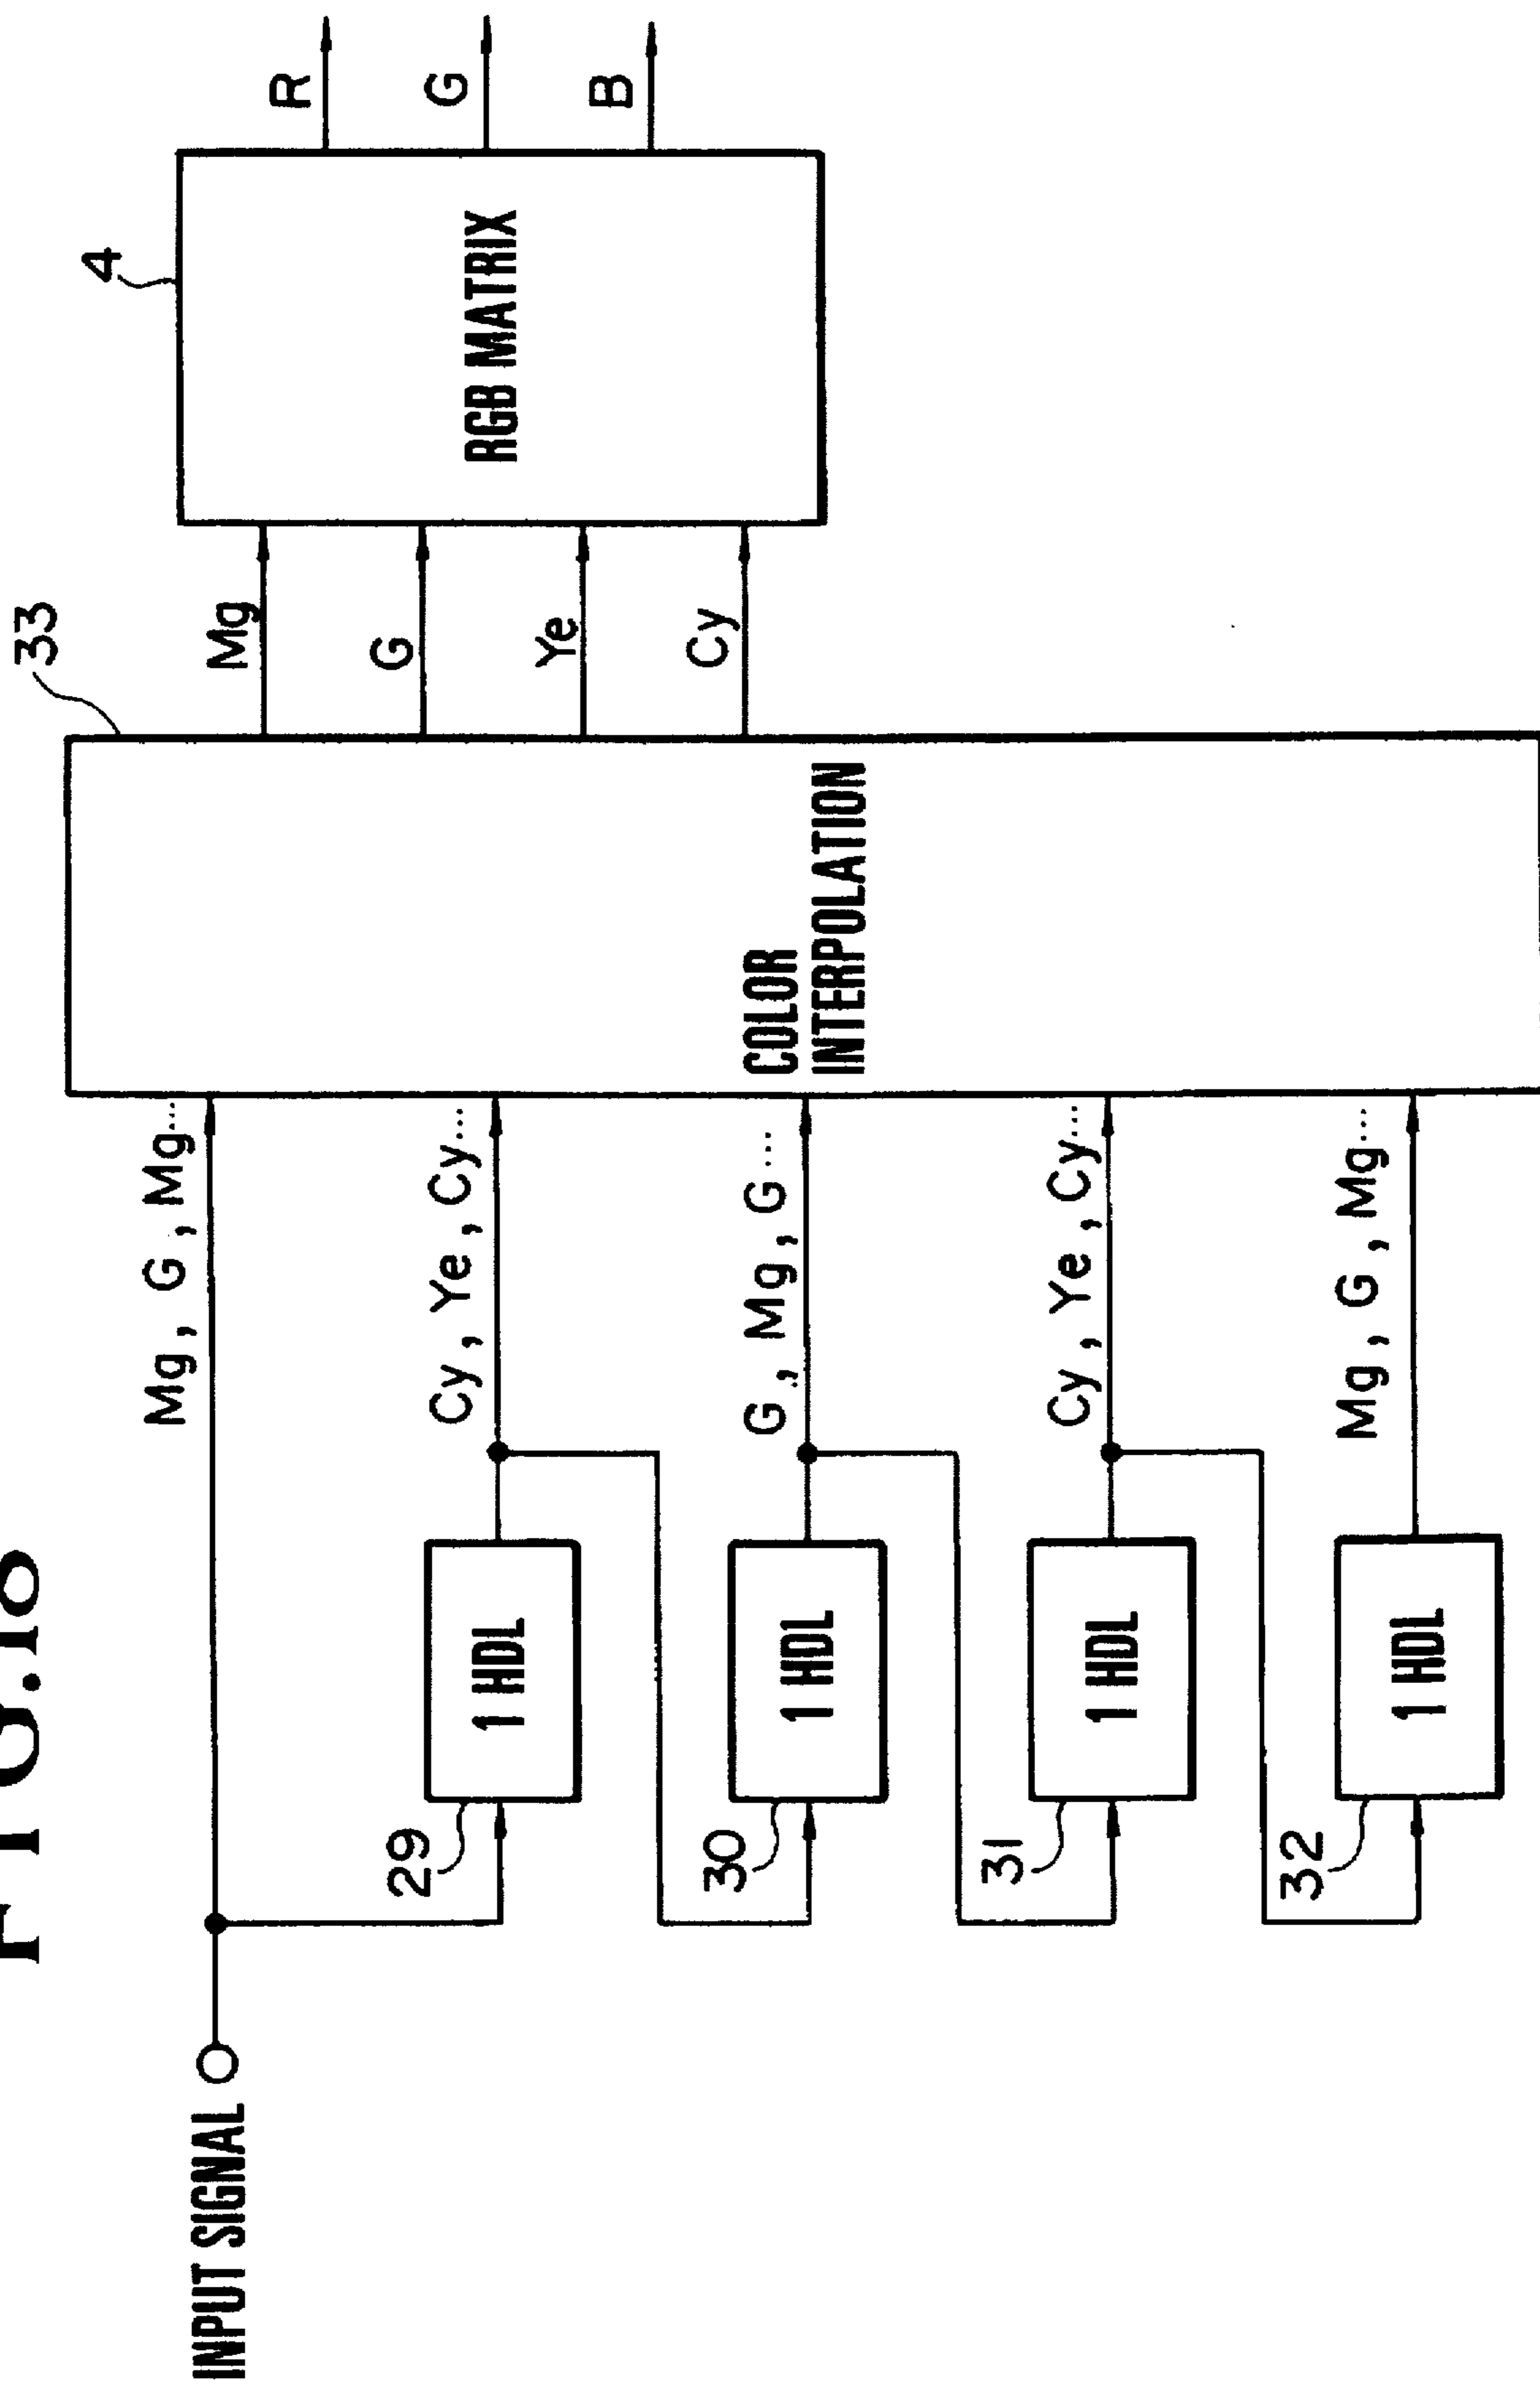 FIG.18
INPUT SIGNAL
Mg, G, Mg...
29
1 HDL
Cy, Ye, Cy...
30
1 HDL
G, Mg, G...
31
1 HDL
Cy, Ye, Cy...
32
1 HDL
Mg, G, Mg...
33
COLOR
INTERPOLATION
Mg
G
Ye
Cy
4
RGB MATRIX
R
G
B